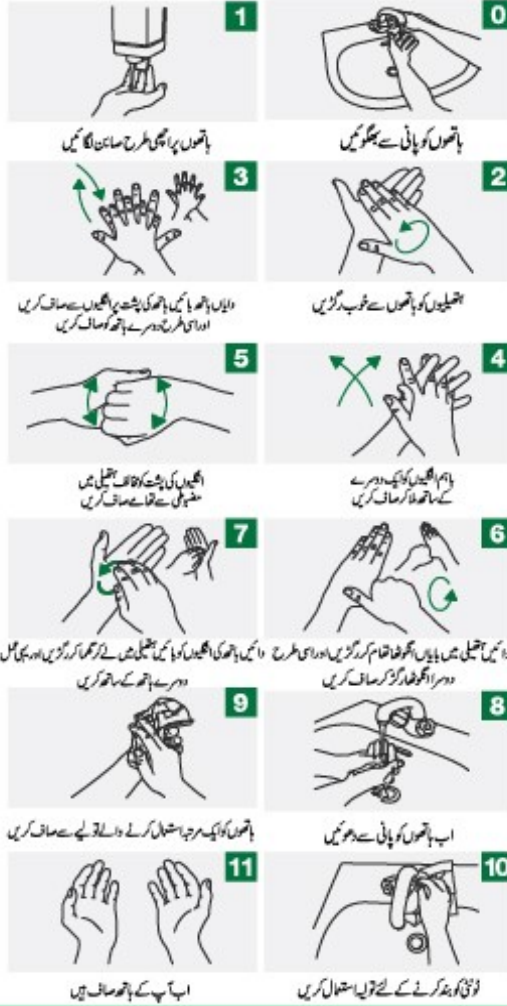 0
ہاتھوں کو پانی سے بھگوئیں
1
ہاتھوں پر اچھی طرح صابن لگائیں
2
ہتھیلیوں کو ہاتھوں سے خوب رگڑیں
3
دایاں ہاتھ بائیں ہاتھ کی پشت پر انگلیوں سے صاف کریں
اور اسی طرح دوسرے ہاتھ کو صاف کریں
4
باہم انگلیوں کو ایک دوسرے
کے ساتھ ملا کر صاف کریں
5
انگلیوں کی پشت کو مخالف ہتھیلی میں
مضبوطی سے تھامے صاف کریں
6
دائیں ہتھیلی میں بایاں انگوٹھا تھام کر رگڑیں اور اسی طرح
دوسرا انگوٹھا رگڑ کر صاف کریں
7
دائیں ہاتھ کی انگلیوں کو بائیں ہتھیلی میں لے کر گھما کر رگڑیں اور یہی عمل
دوسرے ہاتھ کے ساتھ کریں
8
اب ہاتھوں کو پانی سے دھوئیں
9
ہاتھوں کو ایک مرتبہ استعمال کرنے والے تولیے سے صاف کریں
10
ٹونٹی کو بند کرنے کے لئے تولیہ استعمال کریں
11
اب آپ کے ہاتھ صاف ہیں